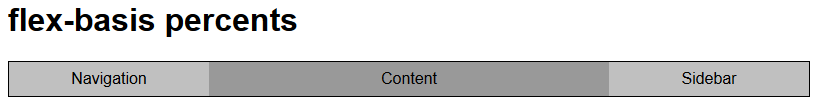 flex-basis percents
Navigation Content Sidebar